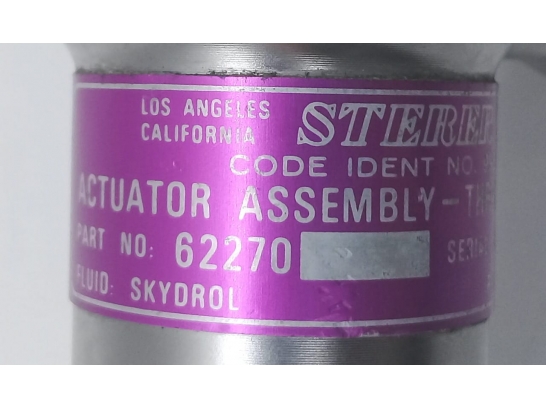 LOS ANGELES
CALIFORNIA
CODE IDENT NO.
ACTUATOR ASSEMBLY-
PART NO: 62270
FLUID: SKYDROL